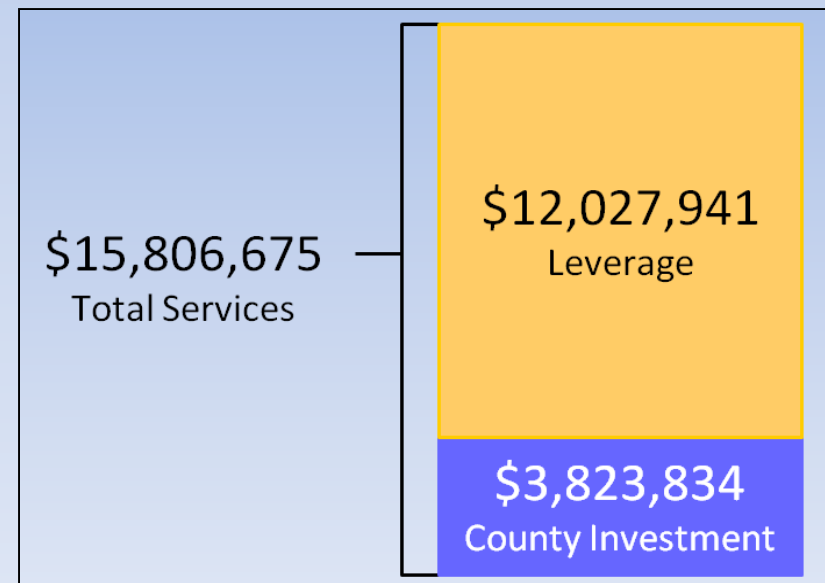 $15,806,675
Total Services
$12,027,941
Leverage
$3,823,834
County Investment